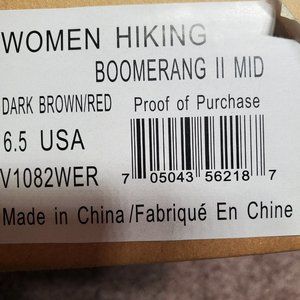 WOMEN HIKING
BOOMERANG II MID
DARK BROWN/RED Proof of Purchase
6.5 USA
V1082WER 7 05043 56218 7
Made in China/Fabriqué En Chine